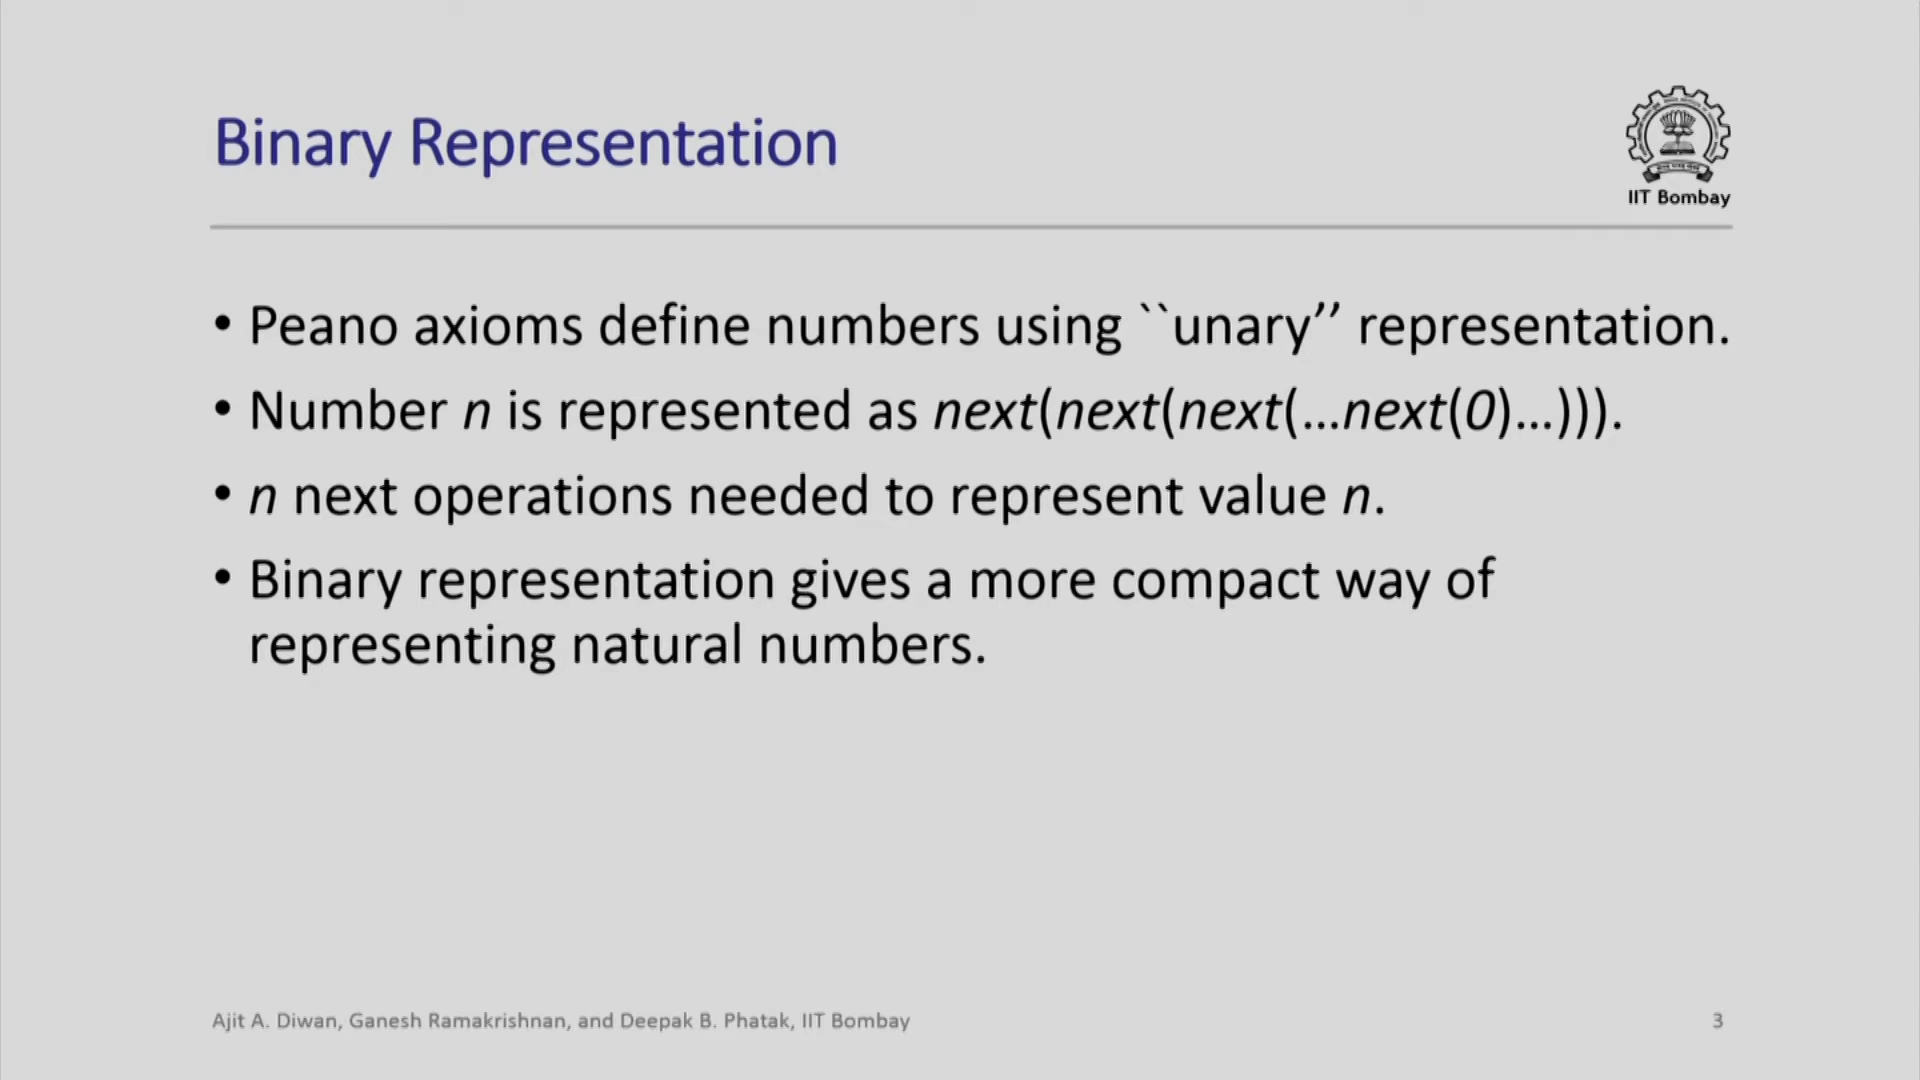 Binary Representation
IIT Bombay
• Peano axioms define numbers using ``unary’’ representation.
• Number n is represented as next(next(next(...next(0)...))).
• n next operations needed to represent value n.
• Binary representation gives a more compact way of
representing natural numbers.
Ajit A. Diwan, Ganesh Ramakrishnan, and Deepak B. Phatak, IIT Bombay
3